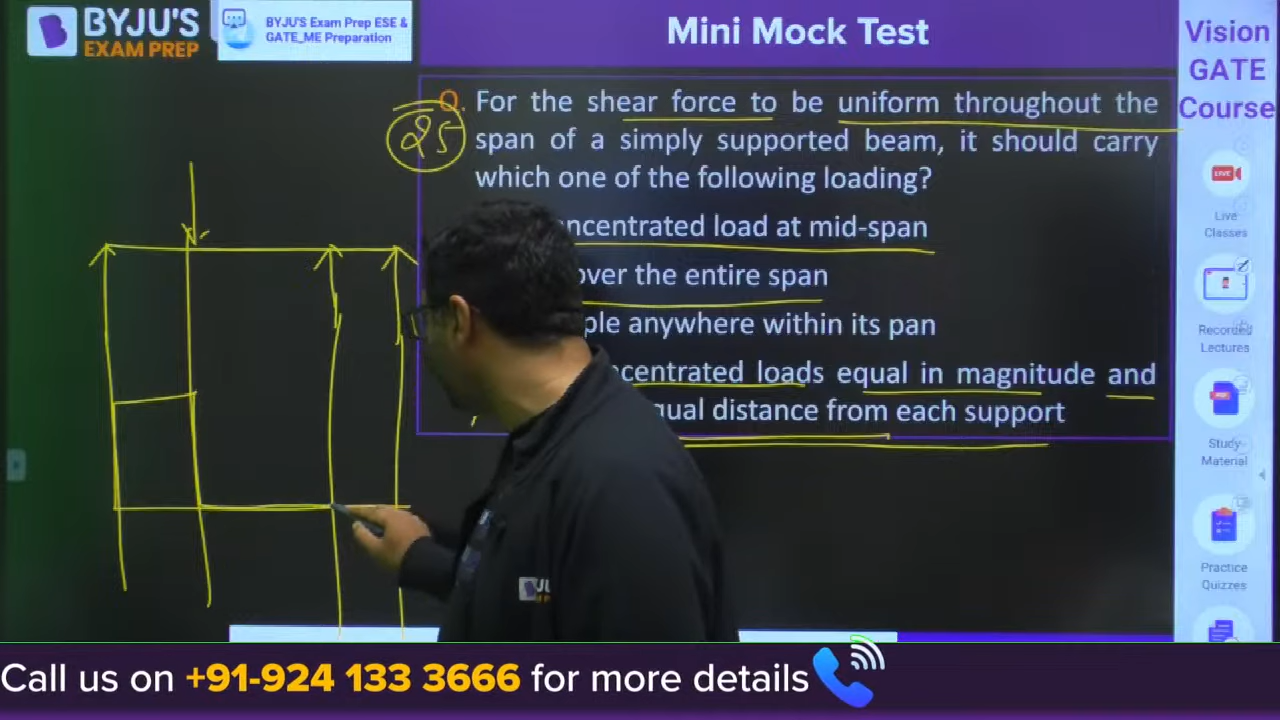 BYJU'S
EXAM PREP
BYJU'S Exam Prep ESE &
GATE_ME Preparation
Mini Mock Test
Vision
GATE
Course
Q. For the shear force to be uniform throughout the
25
span of a simply supported beam, it should carry
which one of the following loading?
ncentrated load at mid-span
over the entire span
ple anywhere within its pan
ncentrated loads equal in magnitude and
qual distance from each support
LIVE
Live
Classes
Recorded
Lectures
PDF
Study
Material
Practice
Quizzes
Call us on +91-924 133 3666 for more details